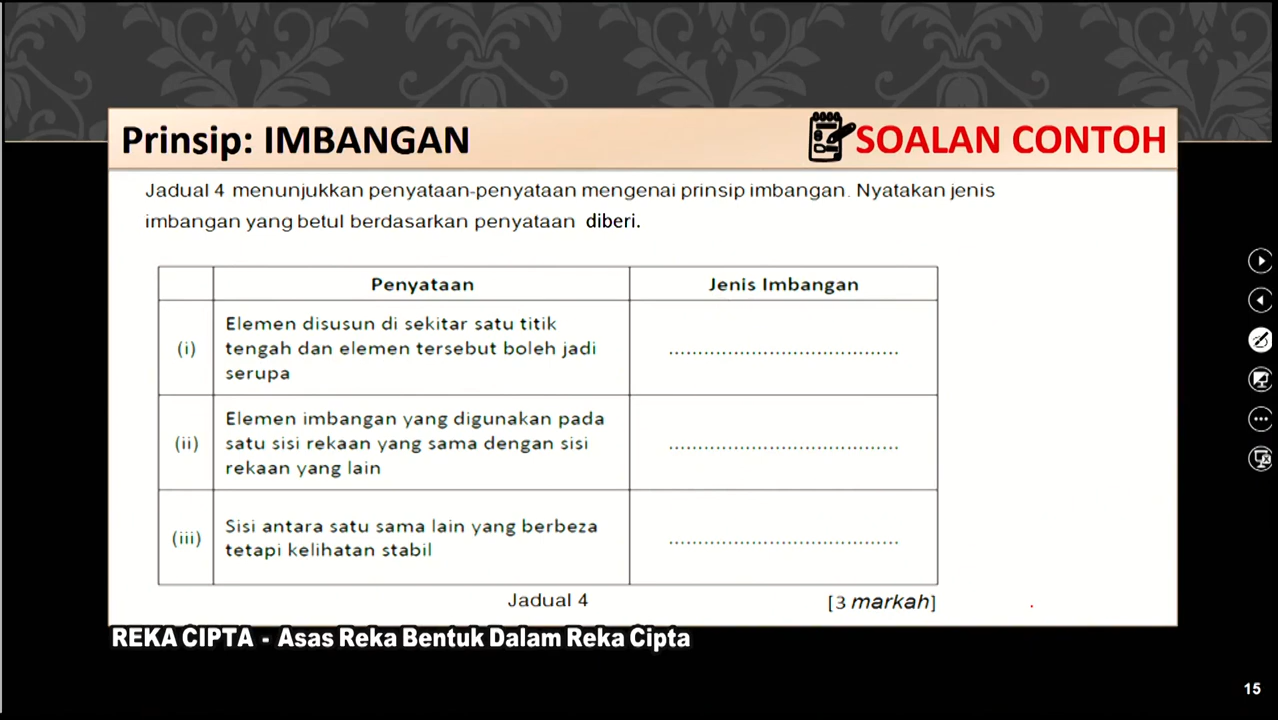 Prinsip: IMBANGAN
SOALAN CONTOH
Jadual 4 menunjukkan penyataan-penyataan mengenai prinsip imbangan. Nyatakan jenis
imbangan yang betul berdasarkan penyataan diberi.
Penyataan
Jenis Imbangan
(i)
Elemen disusun di sekitar satu titik
tengah dan elemen tersebut boleh jadi
serupa
.......................................
(ii)
Elemen imbangan yang digunakan pada
satu sisi rekaan yang sama dengan sisi
rekaan yang lain
.......................................
(iii)
Sisi antara satu sama lain yang berbeza
tetapi kelihatan stabil
.......................................
Jadual 4
[3 markah]
REKA CIPTA - Asas Reka Bentuk Dalam Reka Cipta
15